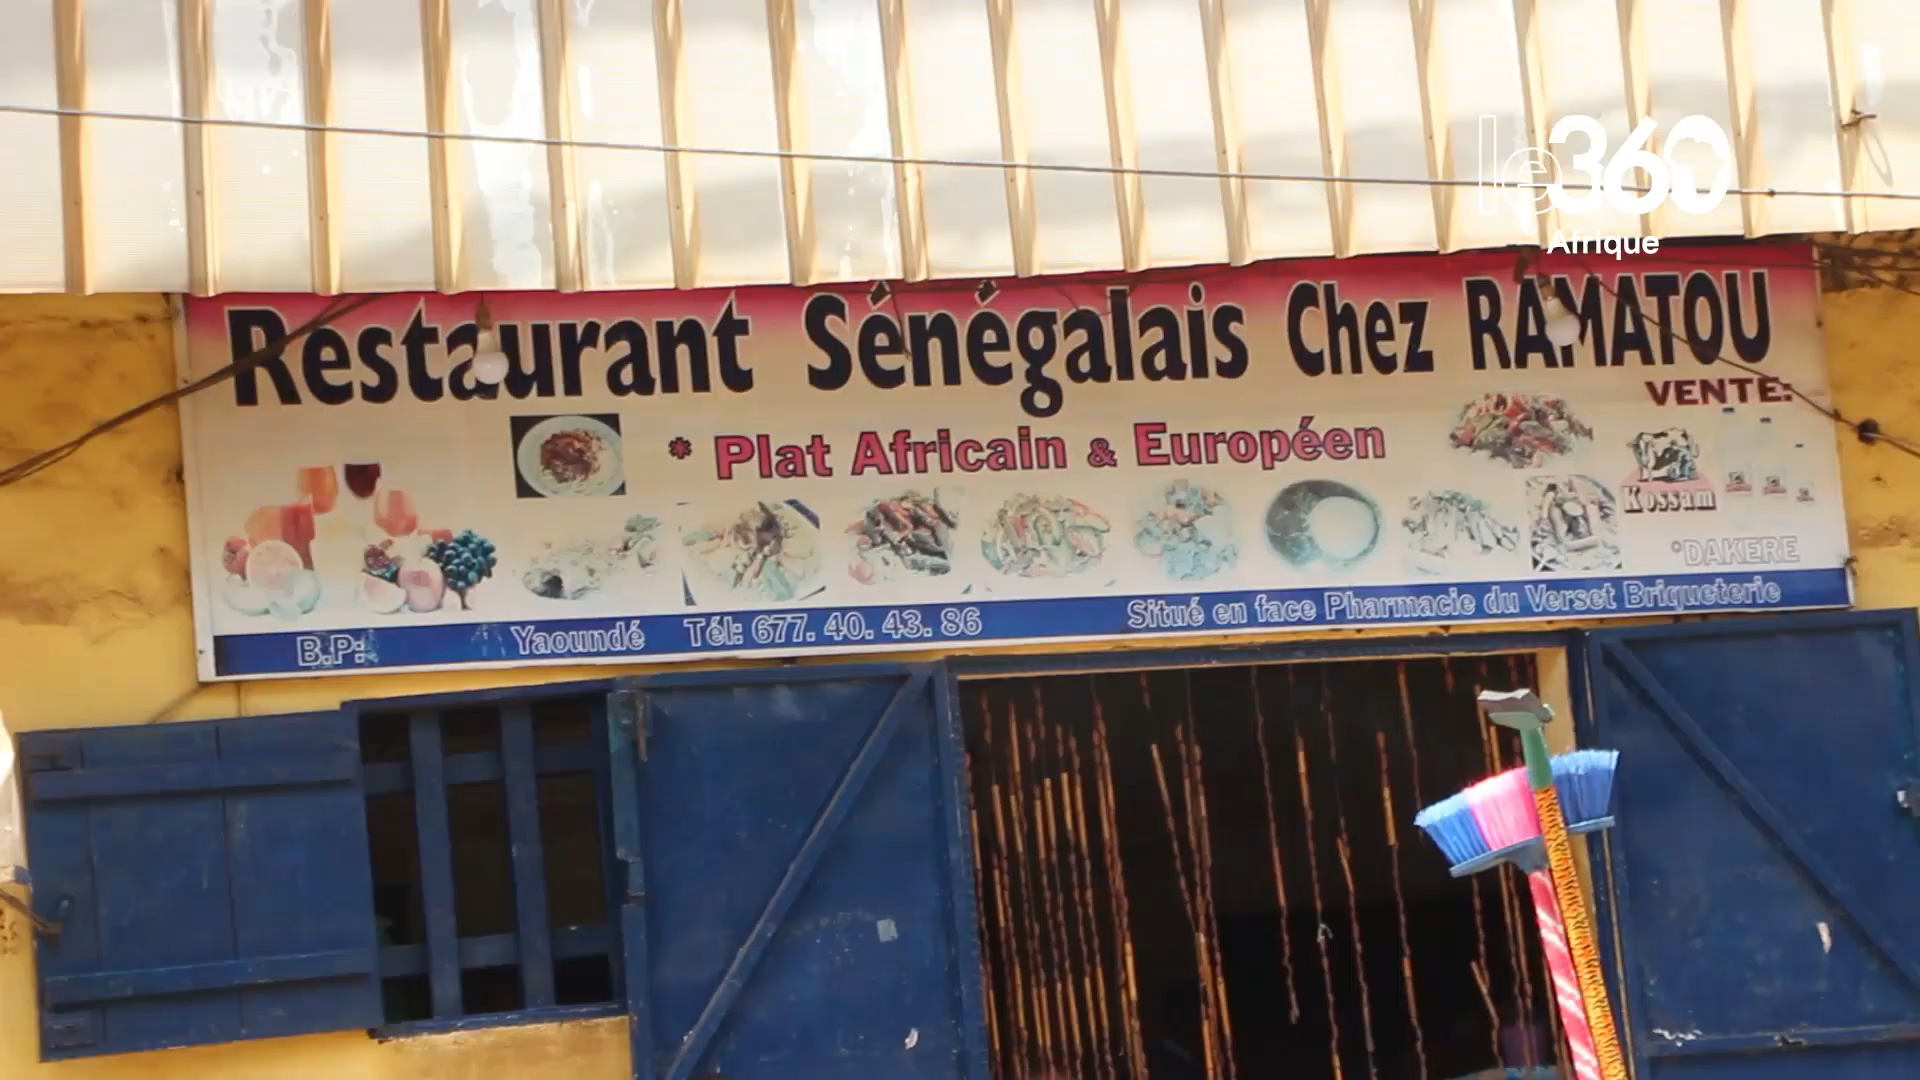 le360
Afrique
Restaurant Sénégalais Chez RAMATOU
VENTE:
* Plat Africain & Européen
Kossam
*DAKERE
B.P: Yaoundé Tél: 677. 40. 43. 86 Situé en face Pharmacie du Verset Briqueterie